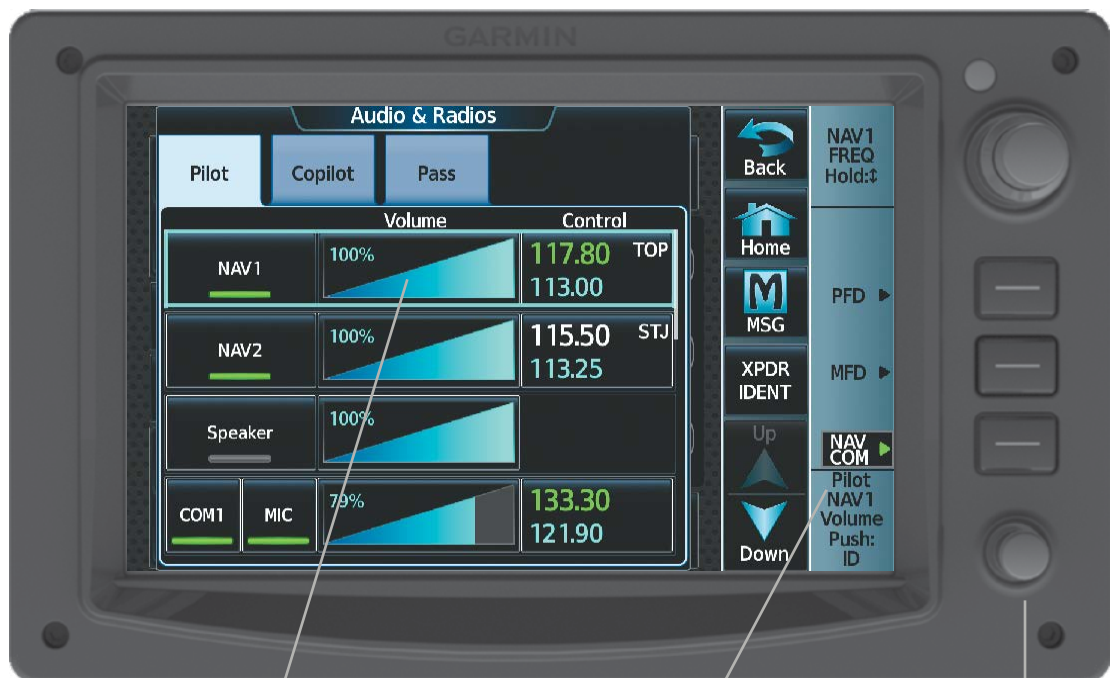 GARMIN
Audio & Radios
Pilot
Copilot
Pass
Volume
Control
NAV1
100%
117.80 TOP
113.00
NAV2
100%
115.50 STJ
113.25
Speaker
100%
COM1
MIC
79%
133.30
121.90
Back
Home
MSG
XPDR
IDENT
Up
Down
NAV1
FREQ
Hold:↕
PFD
MFD
NAV
COM
Pilot
NAV1
Volume
Push:
ID